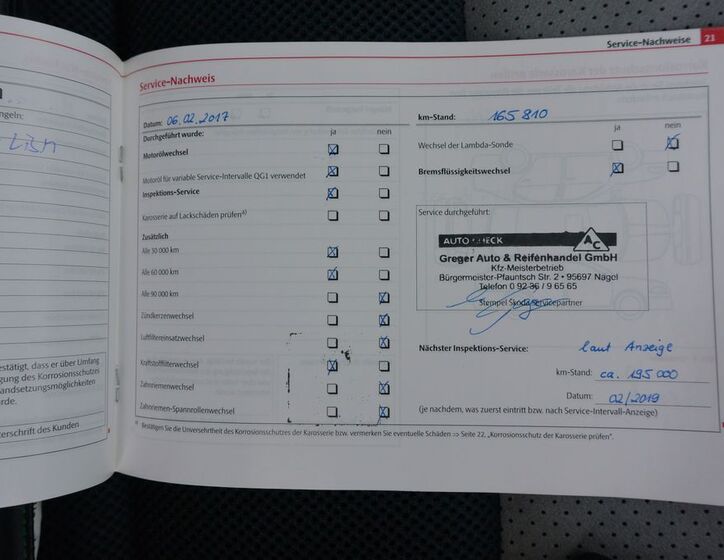 Service-Nachweise 23
ngeln:
estätigt, dass er über Umfang
gung des Korrosionsschutzes
andsetzungsmöglichkeiten
rde.
terschrift des Kunden
Service-Nachweis
Datum: 06.02.2017
Durchgeführt wurde: ja nein
Motorölwechsel
Motoröl für variable Service-Intervalle QG1 verwendet
Inspektions-Service
Karosserie auf Lackschäden prüfen a)
Zusätzlich
Alle 30 000 km
Alle 60 000 km
Alle 90 000 km
Zündkerzenwechsel
Luftfiltereinsatzwechsel
Kraftstofffilterwechsel
Zahnriemenwechsel
Zahnriemen-Spannrollenwechsel
km-Stand: 165 810
ja nein
Wechsel der Lambda-Sonde
Bremsflüssigkeitswechsel
Service durchgeführt:
AUTO CHECK AC
Greger Auto & Reifenhandel GmbH
Kfz-Meisterbetrieb
Bürgermeister-Pfauntsch Str. 2 • 95697 Nagel
Telefon 0 92 36 / 9 65 65
Stempel Škoda Servicepartner
Nächster Inspektions-Service: laut Anzeige
km-Stand: ca. 195 000
Datum: 02/2019
(je nachdem, was zuerst eintritt bzw. nach Service-Intervall-Anzeige)
a) Bestätigen Sie die Unversehrtheit des Korrosionsschutzes der Karosserie bzw. vermerken Sie eventuelle Schäden ⇒ Seite 22, „Korrosionsschutz der Karosserie prüfen“.